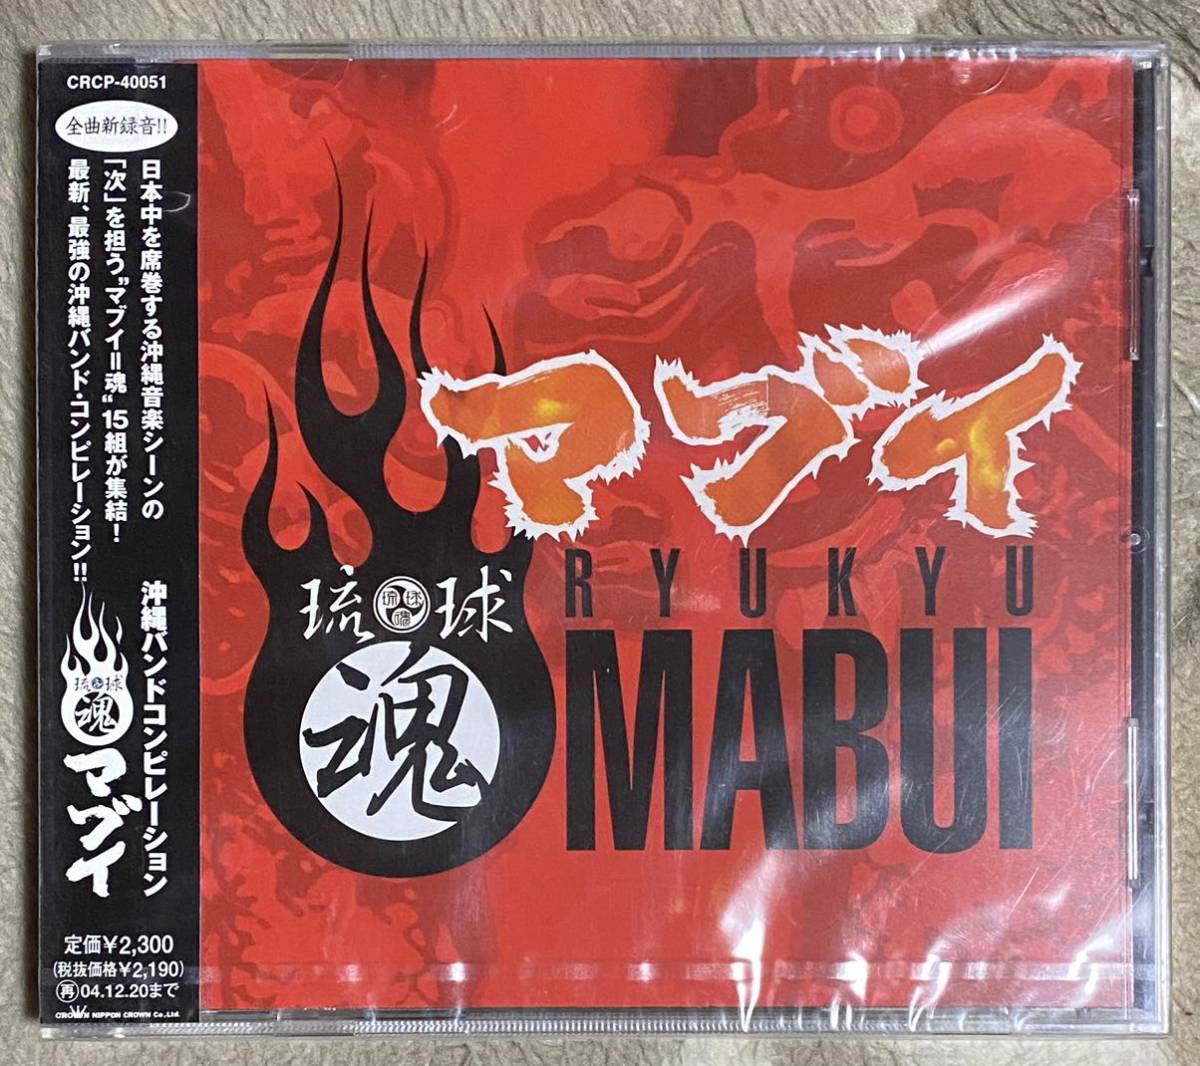 CRCP-40051
全曲新録音!!
日本中を席巻する沖縄音楽シーンの
「次」を担う”マブイ=魂“15組が集結!
最新、最強の沖縄バンド・コンピレーション!!
沖縄バンドコンピレーション
琉球
魂
マブイ
定価¥2,300
(税抜価格¥2,190)
再04.12.20まで
CROWN NIPPON CROWN Co.,Ltd.
マブイ
琉球
琉球魂
魂
RYUKYU
MABUI